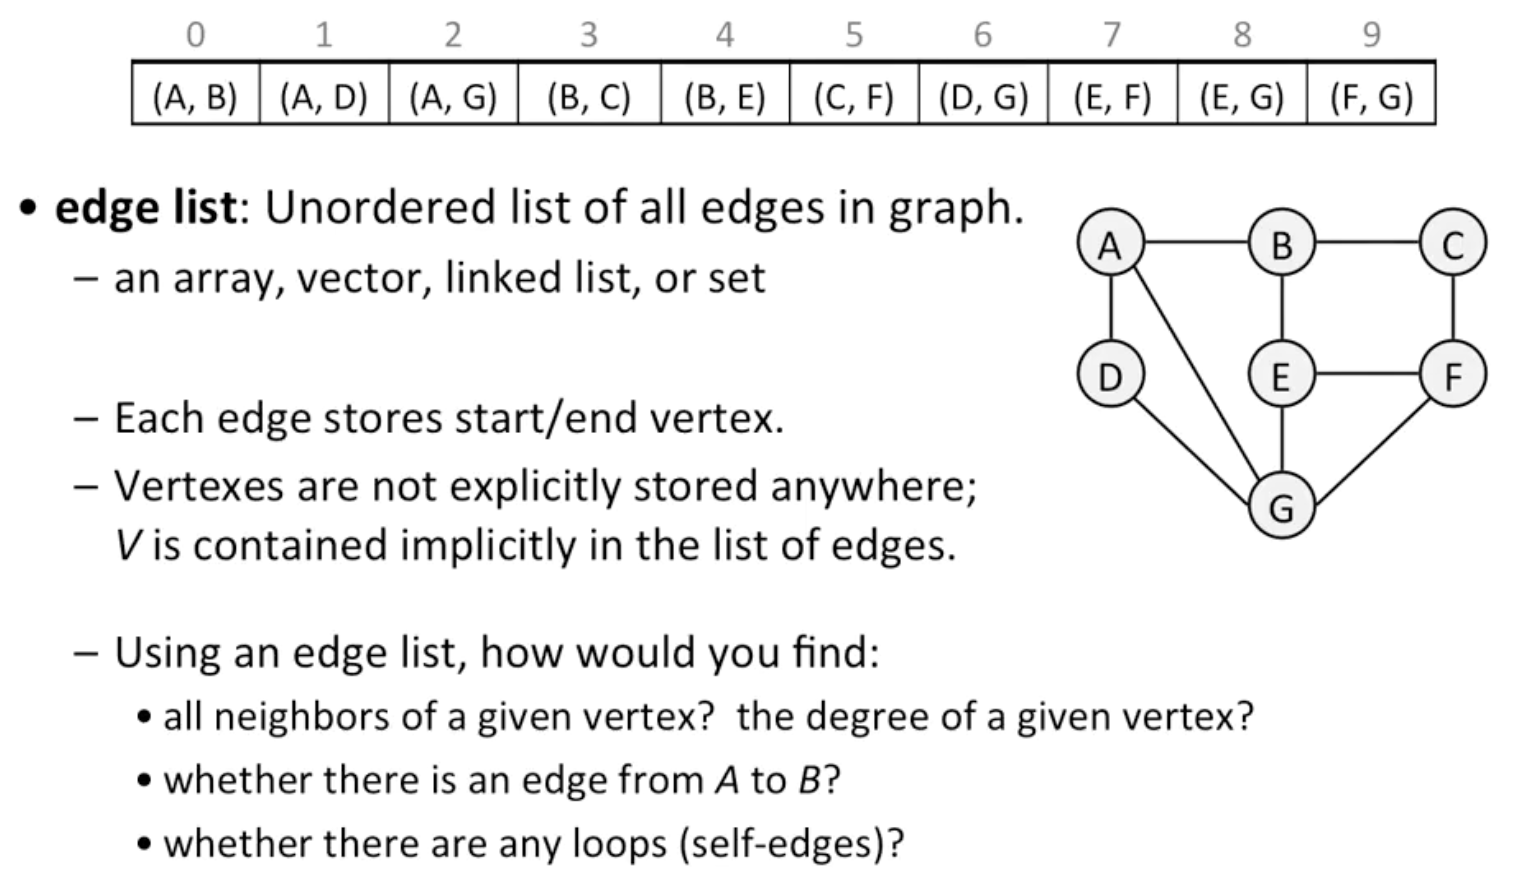 0 1 2 3 4 5 6 7 8 9
(A, B) (A, D) (A, G) (B, C) (B, E) (C, F) (D, G) (E, F) (E, G) (F, G)
• edge list: Unordered list of all edges in graph.
– an array, vector, linked list, or set
– Each edge stores start/end vertex.
– Vertexes are not explicitly stored anywhere;
V is contained implicitly in the list of edges.
– Using an edge list, how would you find:
• all neighbors of a given vertex? the degree of a given vertex?
• whether there is an edge from A to B?
• whether there are any loops (self-edges)?
A B C
D E F
G